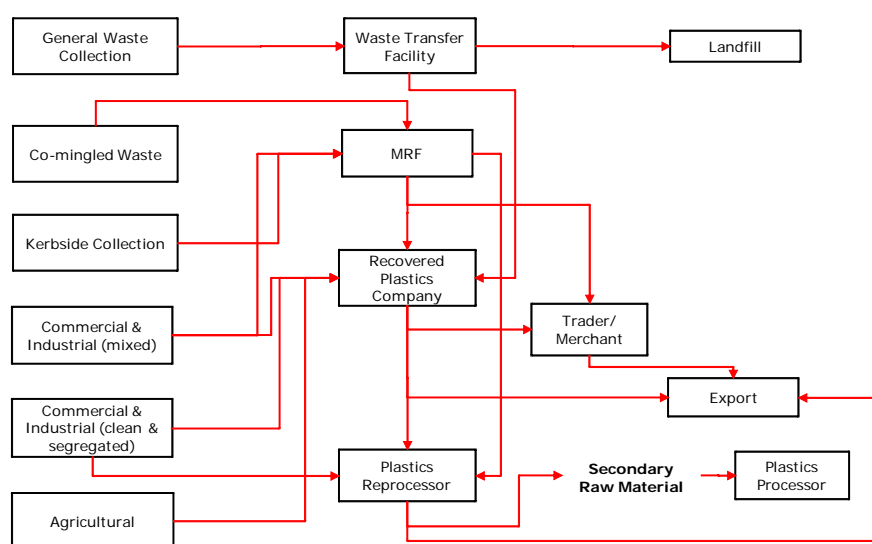 General Waste
Collection
Waste Transfer
Facility
Landfill
Co-mingled Waste
MRF
Kerbside Collection
Recovered
Plastics
Company
Commercial &
Industrial (mixed)
Trader/
Merchant
Export
Commercial &
Industrial (clean &
segregated)
Plastics
Reprocessor
Secondary
Raw Material
Plastics
Processor
Agricultural